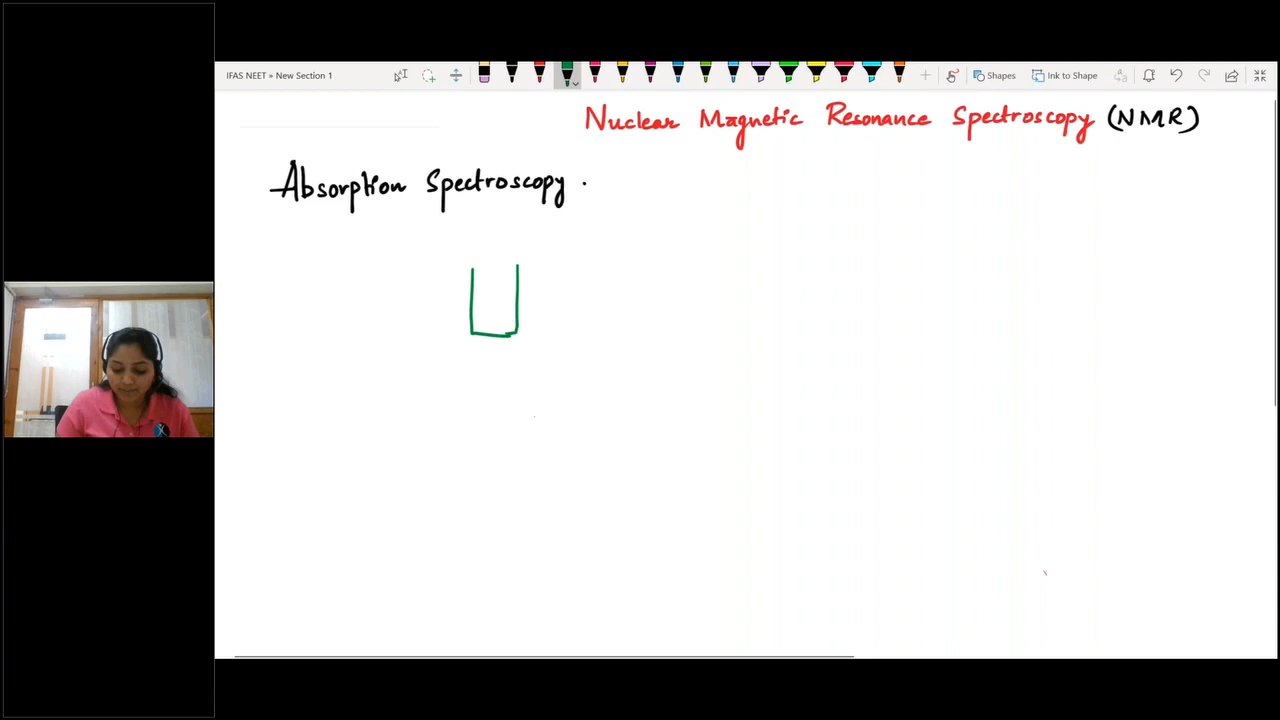 IFAS NEET » New Section 1
Shapes
Ink to Shape
Nuclear Magnetic Resonance Spectroscopy (NMR)
Absorption Spectroscopy .